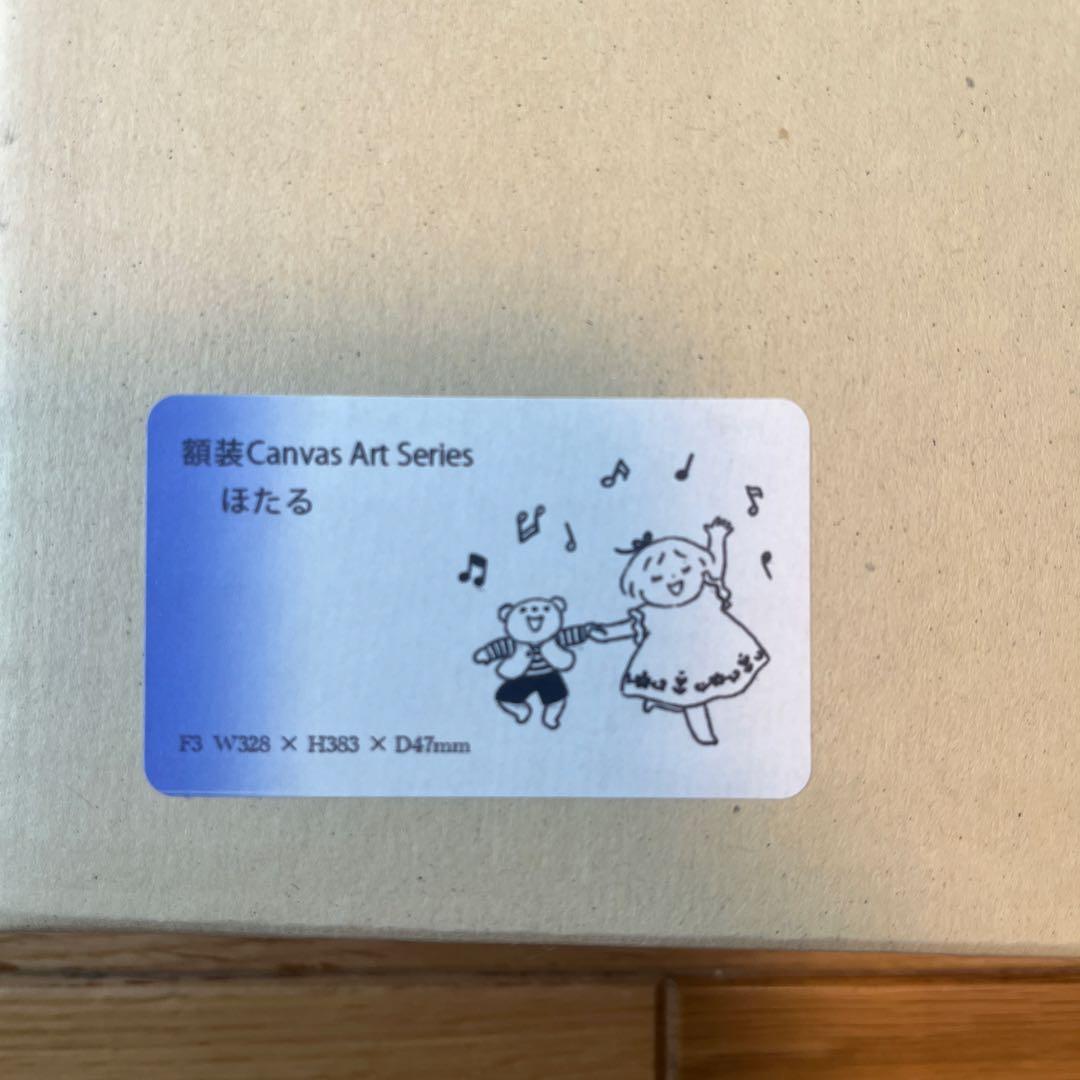 額装Canvas Art Series
ほたる
F3 W328 × H383 × D47mm